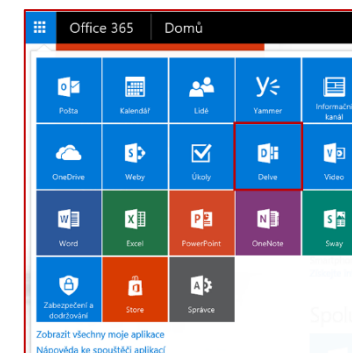 Office 365 Domů
Pošta Kalendář Lidé Yammer Informační
kanál
OneDrive Weby Úkoly Delve Video
Word Excel PowerPoint OneNote Sway
Zabezpečení a
dodržování Store Správce
Zobrazit všechny moje aplikace
Nápověda ke spouštěči aplikací